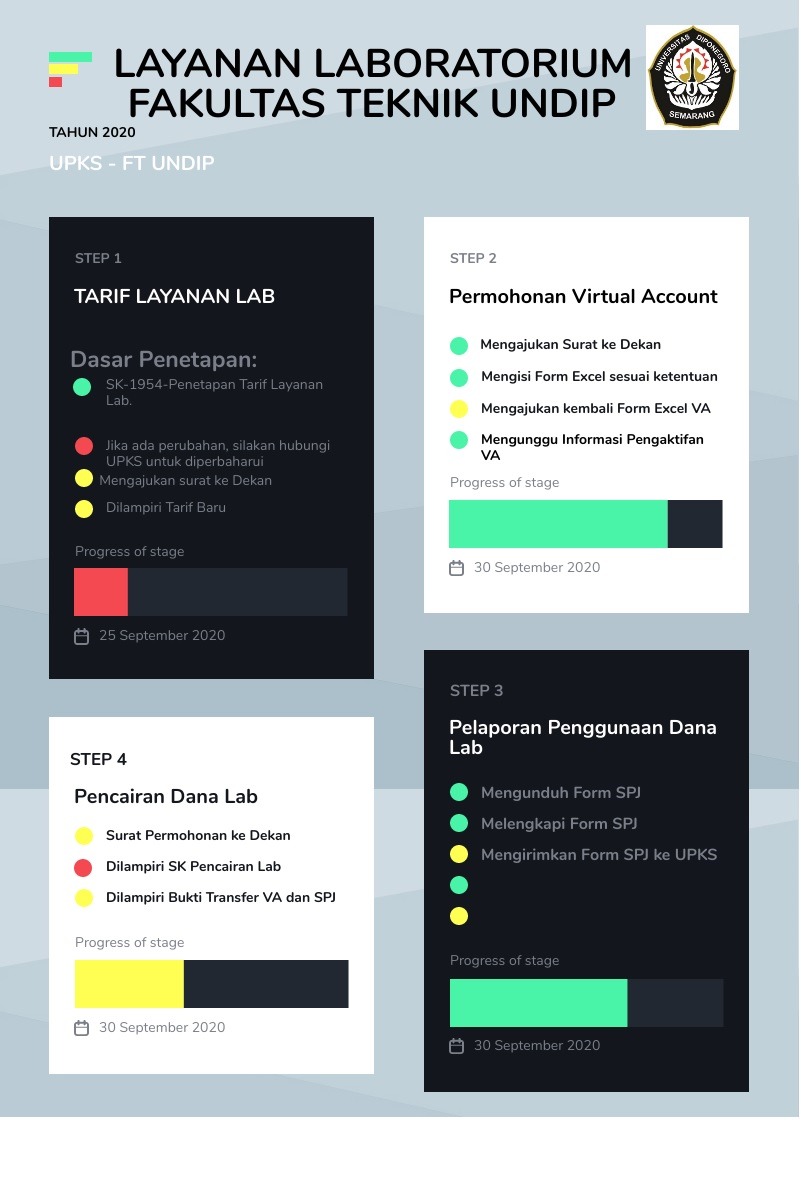 LAYANAN LABORATORIUM
FAKULTAS TEKNIK UNDIP
UNIVERSITAS DIPONEGORO
SEMARANG
TAHUN 2020
UPKS - FT UNDIP
STEP 1
TARIF LAYANAN LAB
Dasar Penetapan:
SK-1954-Penetapan Tarif Layanan
Lab.
Jika ada perubahan, silakan hubungi
UPKS untuk diperbaharui
Mengajukan surat ke Dekan
Dilampiri Tarif Baru
Progress of stage
25 September 2020
STEP 2
Permohonan Virtual Account
Mengajukan Surat ke Dekan
Mengisi Form Excel sesuai ketentuan
Mengajukan kembali Form Excel VA
Mengunggu Informasi Pengaktifan
VA
Progress of stage
30 September 2020
STEP 3
Pelaporan Penggunaan Dana
Lab
Mengunduh Form SPJ
Melengkapi Form SPJ
Mengirimkan Form SPJ ke UPKS
Progress of stage
30 September 2020
STEP 4
Pencairan Dana Lab
Surat Permohonan ke Dekan
Dilampiri SK Pencairan Lab
Dilampiri Bukti Transfer VA dan SPJ
Progress of stage
30 September 2020